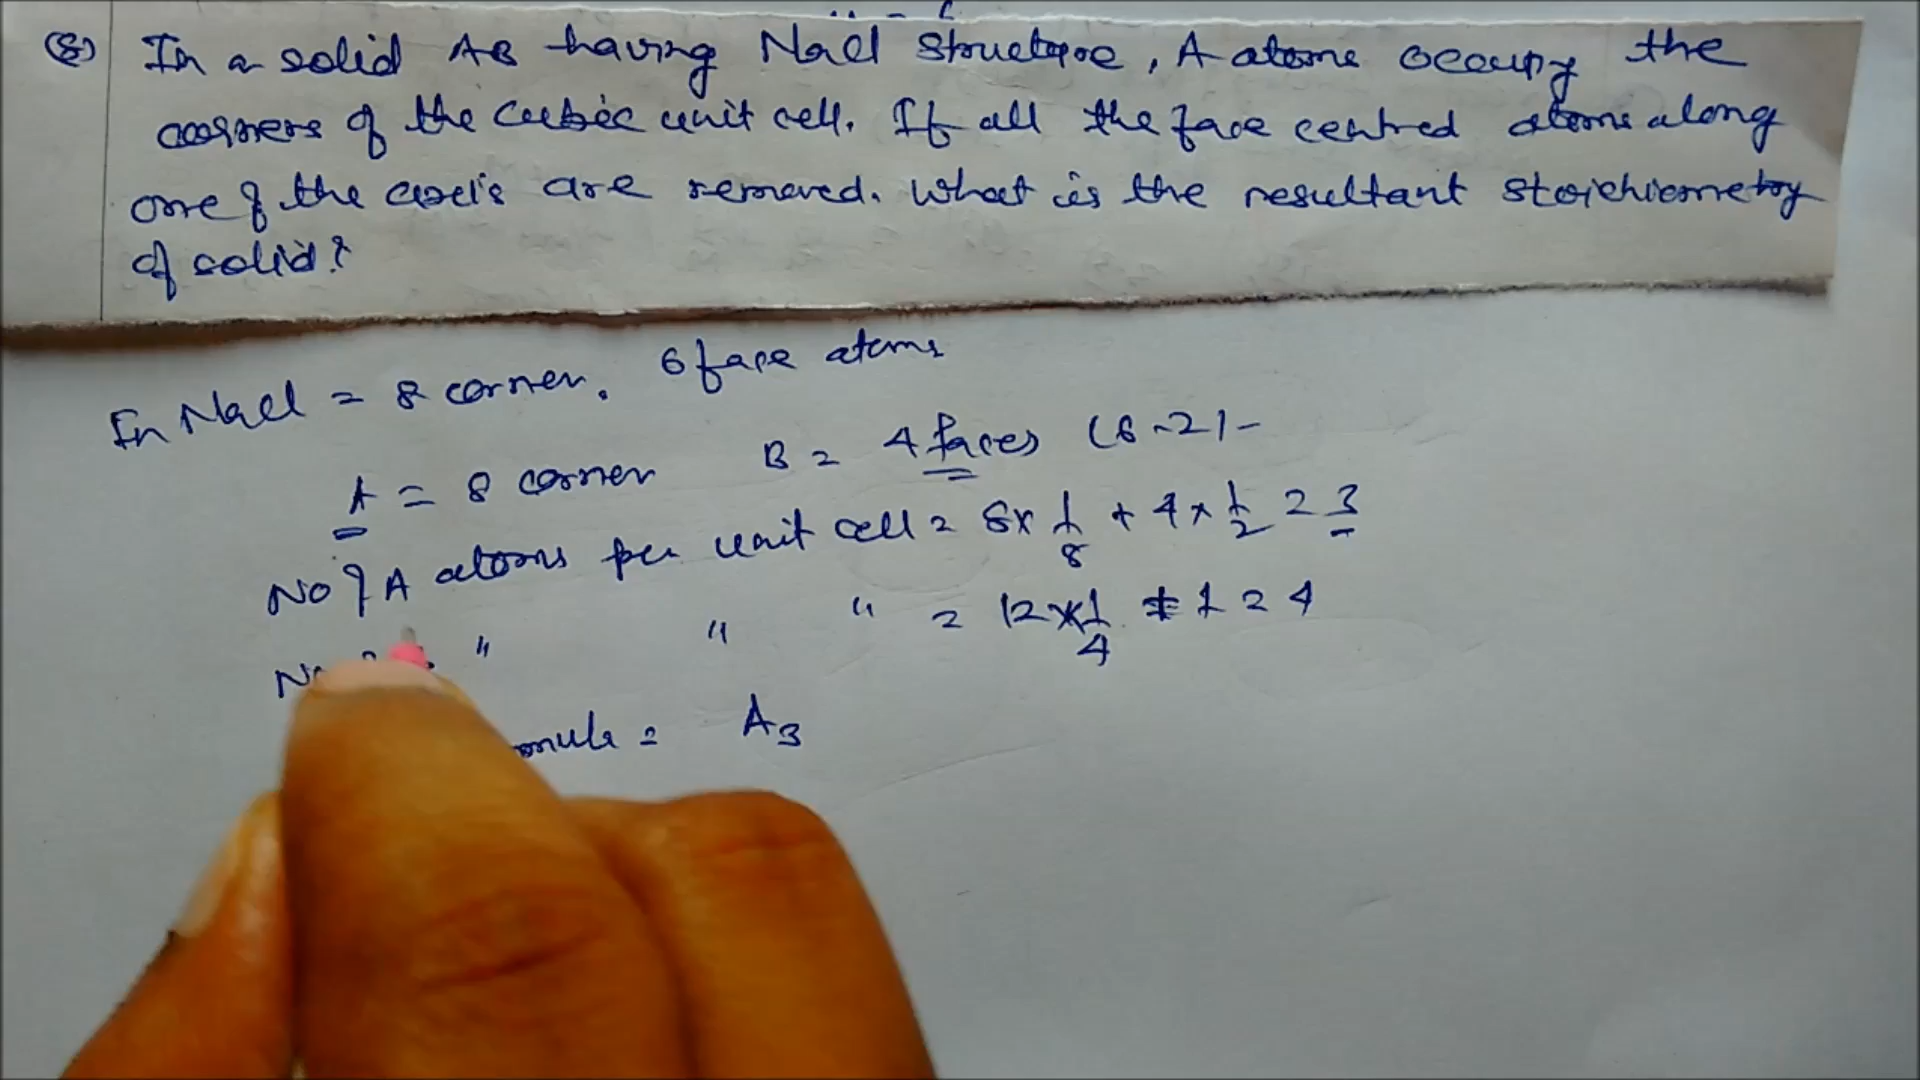 (8) In a solid AB having NaCl structure, A atoms occupy the
corners of the cubic unit cell. If all the face centred atoms along
one of the axis are removed. What is the resultant stoichiometry
of solid?
In NaCl = 8 corner. 6 face atoms
A = 8 corner B = 4 faces (6-2) -
No of A atoms per unit cell = 8 x 1/8 + 4 x 1/2 = 3
No " " " = 12 x 1/4 + 1 = 4
= A3